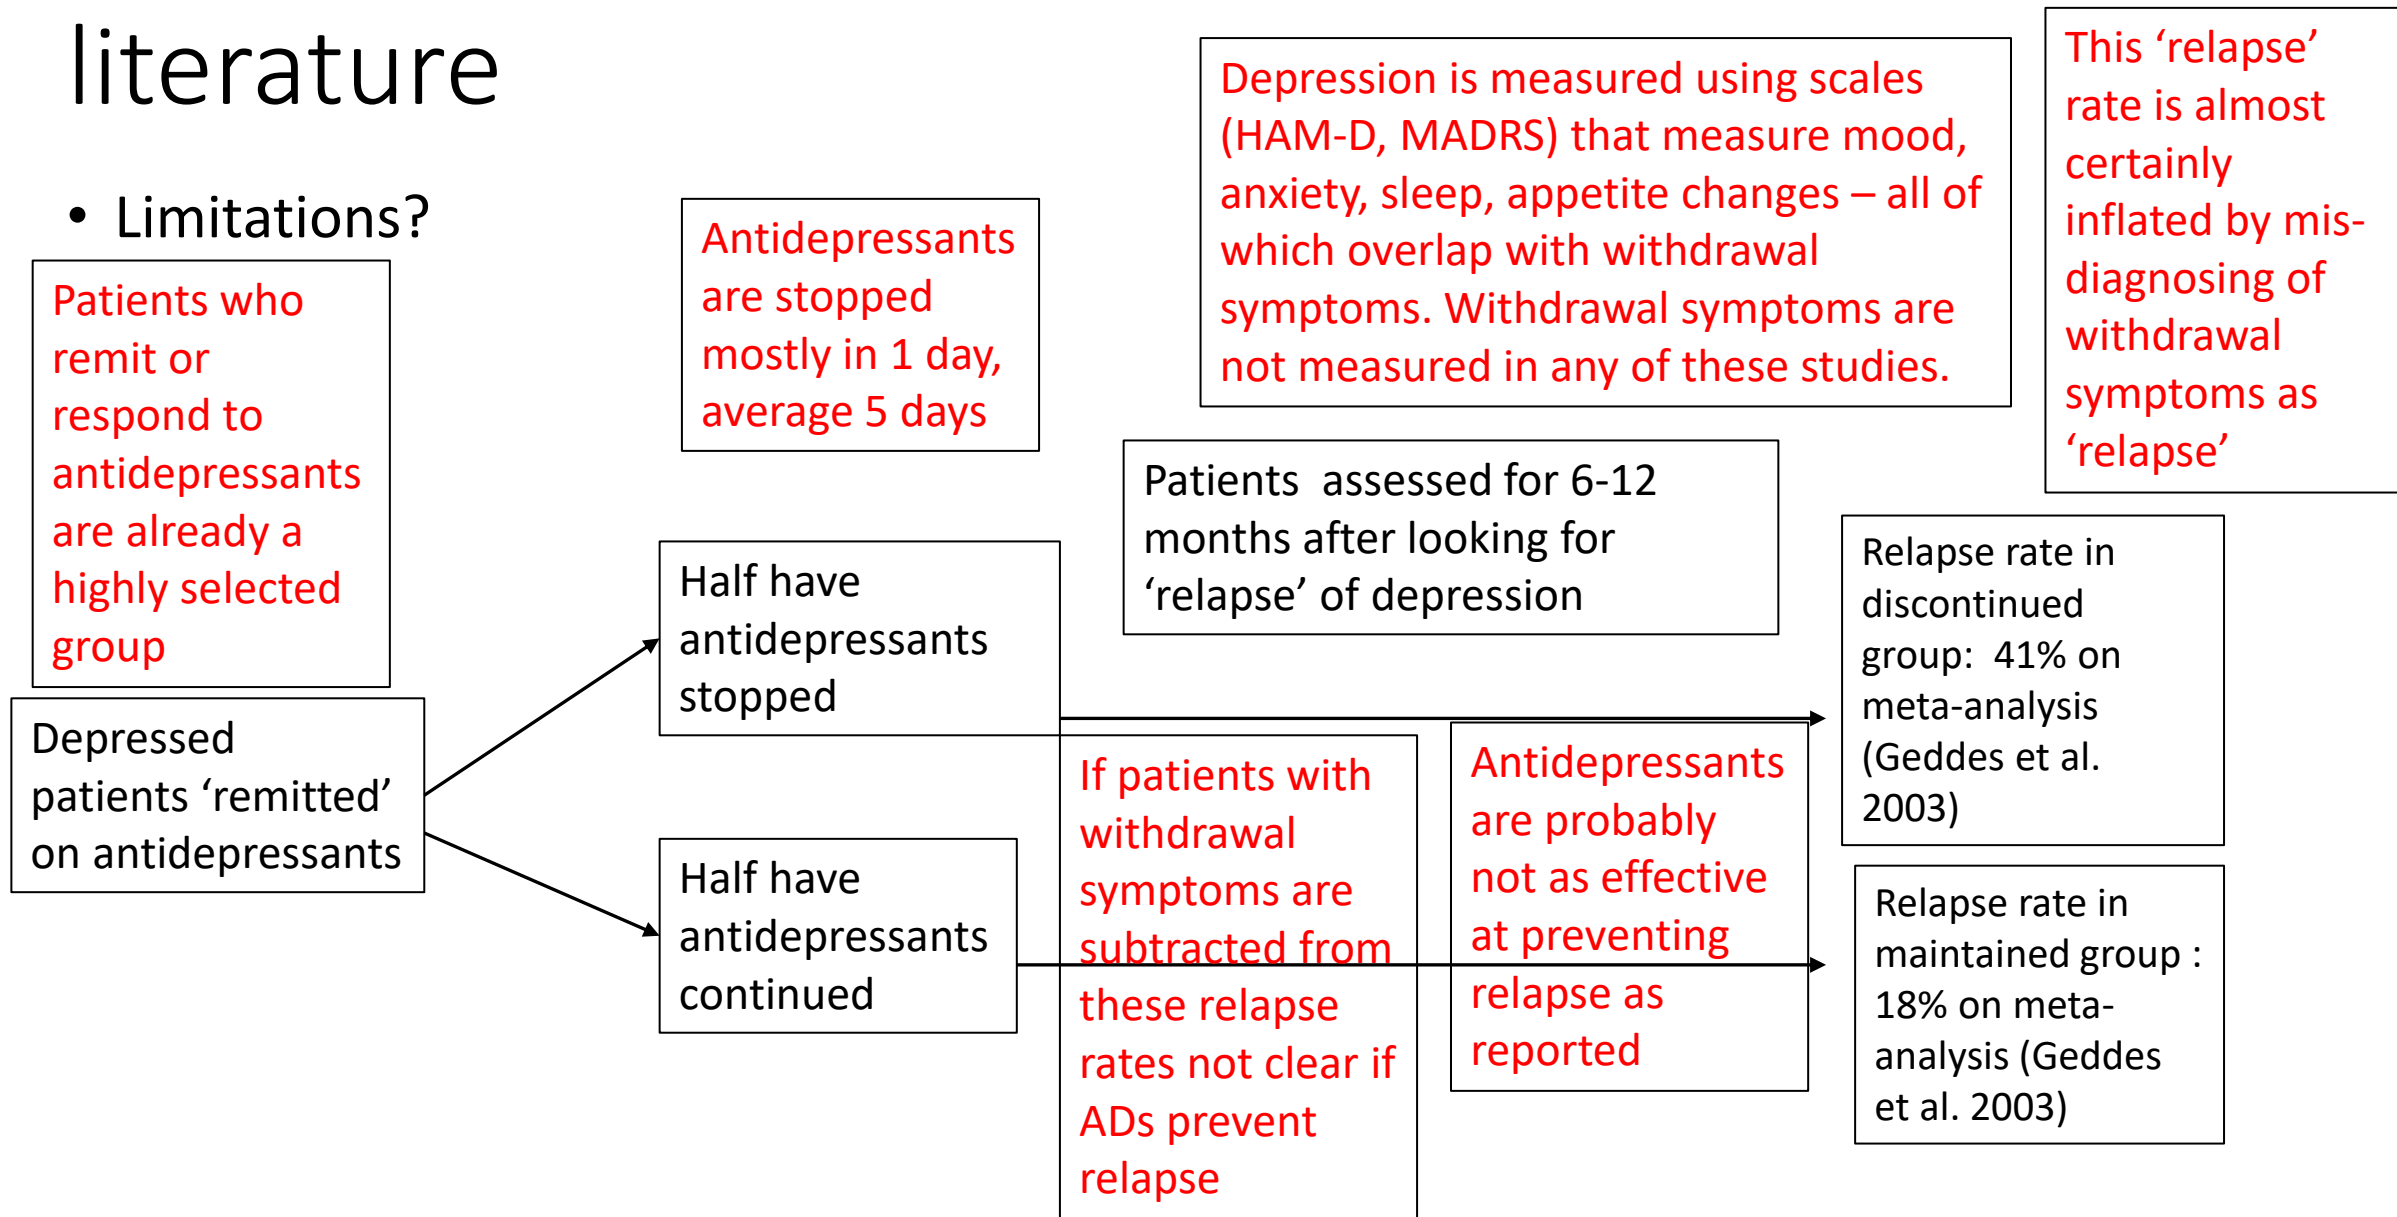 literature
• Limitations?
Patients who
remit or
respond to
antidepressants
are already a
highly selected
group
Antidepressants
are stopped
mostly in 1 day,
average 5 days
Depression is measured using scales
(HAM-D, MADRS) that measure mood,
anxiety, sleep, appetite changes – all of
which overlap with withdrawal
symptoms. Withdrawal symptoms are
not measured in any of these studies.
This ‘relapse’
rate is almost
certainly
inflated by mis-
diagnosing of
withdrawal
symptoms as
‘relapse’
Patients  assessed for 6-12
months after looking for
‘relapse’ of depression
Depressed
patients ‘remitted’
on antidepressants
Half have
antidepressants
stopped
Half have
antidepressants
continued
If patients with
withdrawal
symptoms are
subtracted from
these relapse
rates not clear if
ADs prevent
relapse
Antidepressants
are probably
not as effective
at preventing
relapse as
reported
Relapse rate in
discontinued
group:  41% on
meta-analysis
(Geddes et al.
2003)
Relapse rate in
maintained group :
18% on meta-
analysis (Geddes
et al. 2003)